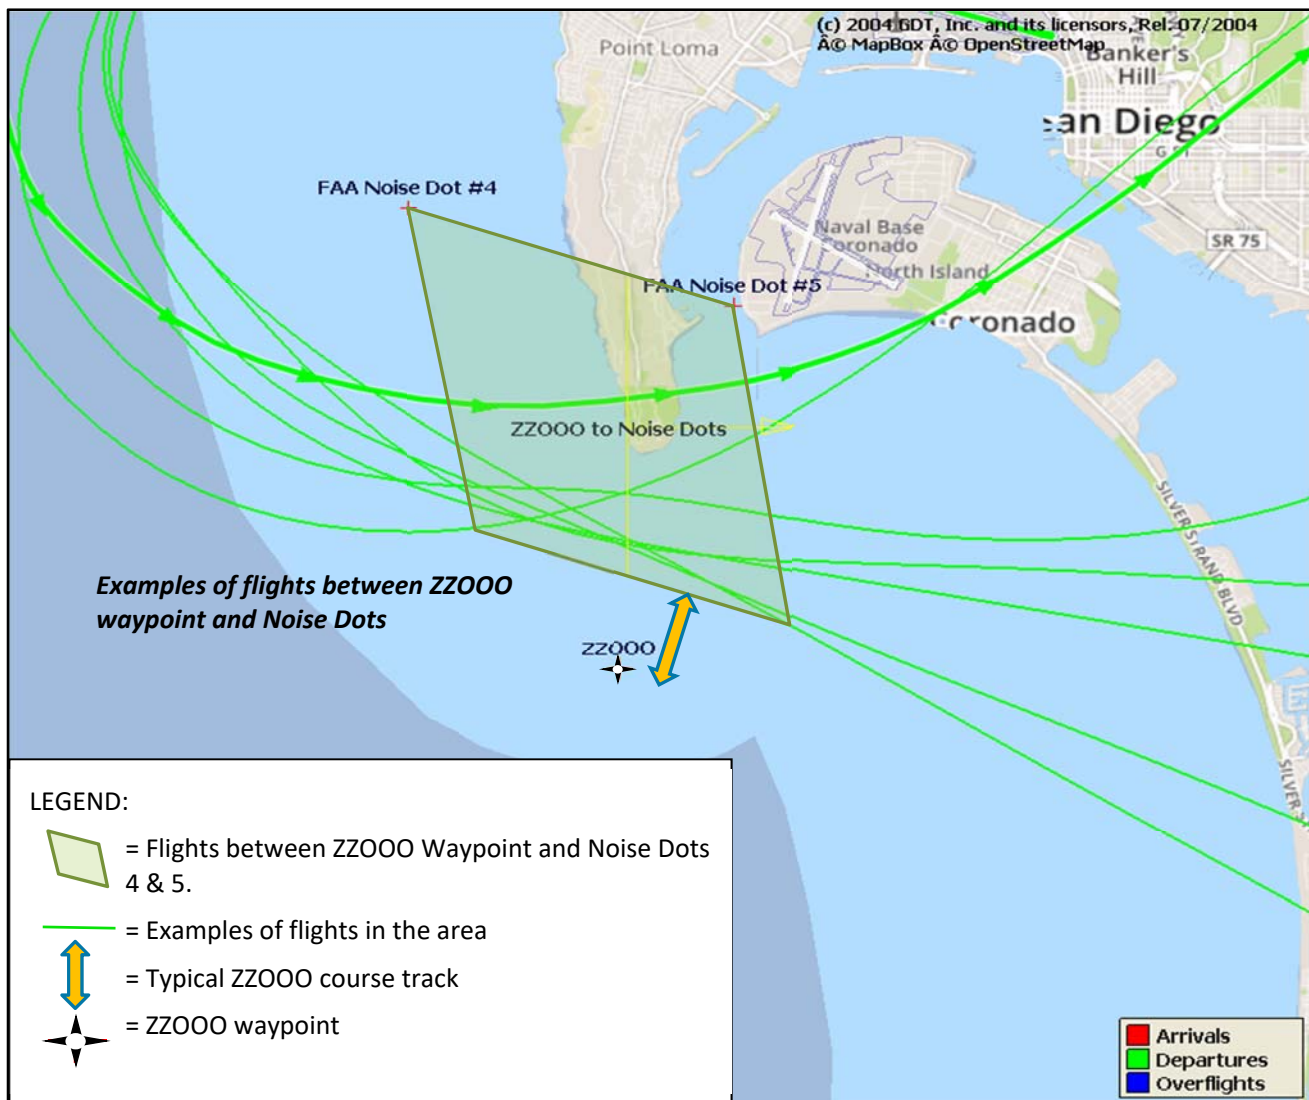 (c) 2004 GDT, Inc. and its licensors, Rel. 07/2004
Â© MapBox Â© OpenStreetMap
Point Loma
Banker's
Hill
an Diego
G ST
FAA Noise Dot #4
Naval Base
Coronado
North Island
SR 75
FAA Noise Dot #5
Coronado
ZZOOO to Noise Dots
SILVER STRAND BLVD
Examples of flights between ZZOOO
waypoint and Noise Dots
ZZOOO
SILVER S
LEGEND:
= Flights between ZZOOO Waypoint and Noise Dots
4 & 5.
= Examples of flights in the area
= Typical ZZOOO course track
= ZZOOO waypoint
Arrivals
Departures
Overflights